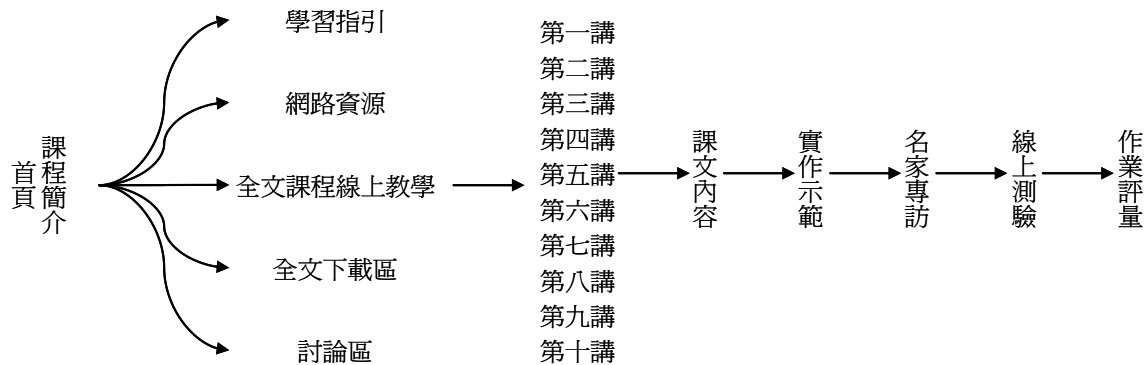 課程簡介
首頁
學習指引
網路資源
全文課程線上教學
全文下載區
討論區
第一講
第二講
第三講
第四講
第五講
第六講
第七講
第八講
第九講
第十講
課文內容
實作示範
名家專訪
線上測驗
作業評量